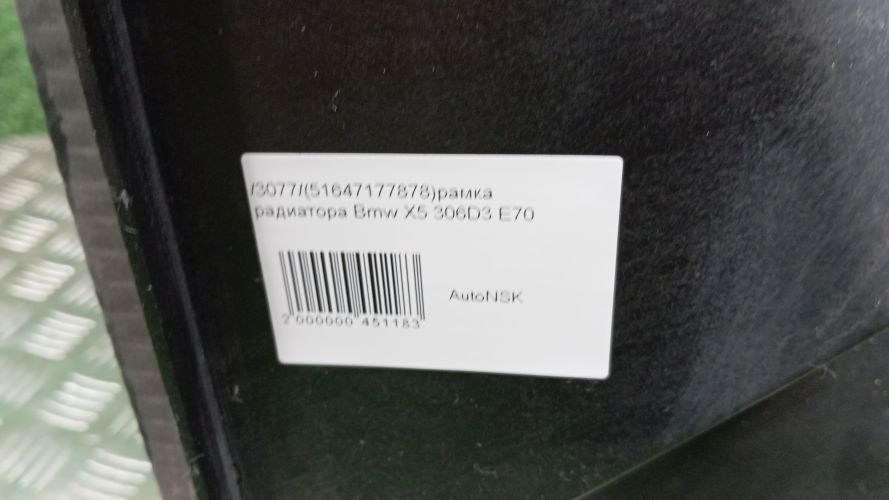 /3077/(51647177878)рамка
радиатора Bmw X5 306D3 E70
AutoNSK
2 000000 451183